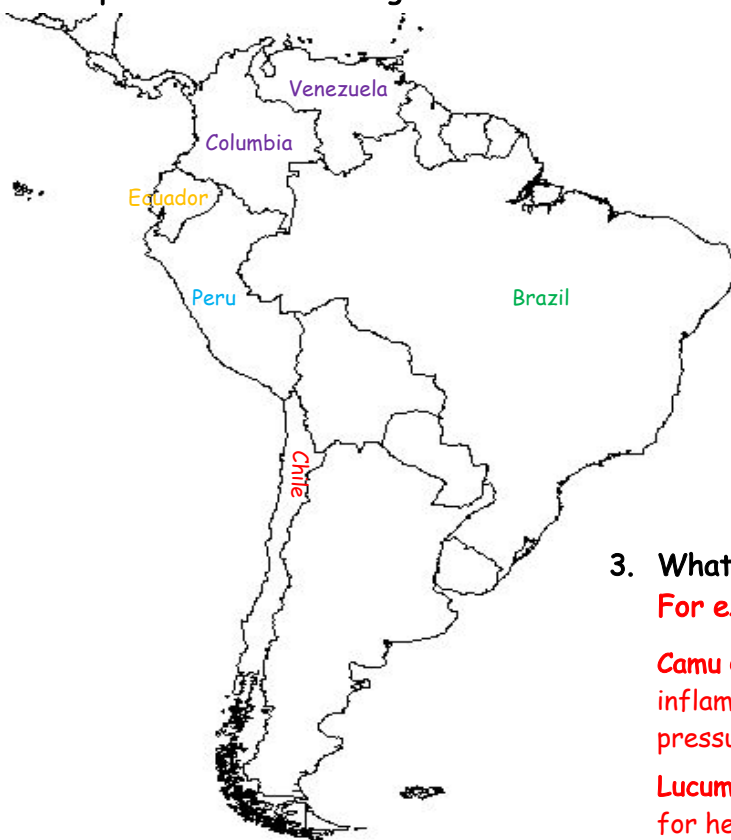 Venezuela
Columbia
Ecuador
Peru
Brazil
Chile
3. What
For e
Camu
inflam
pressu
Lucum
for he